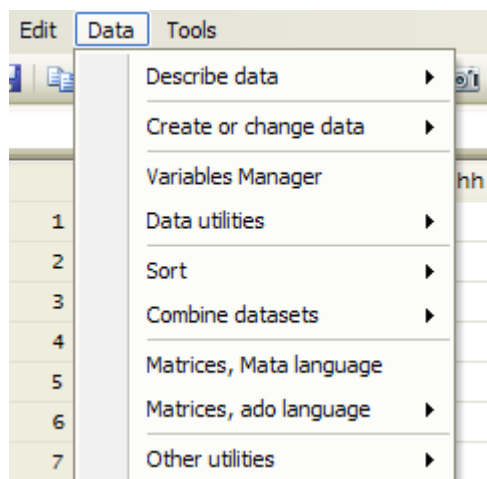 Edit Data Tools
Describe data
Create or change data
Variables Manager
hh
Data utilities
1
2
Sort
3
Combine datasets
4
Matrices, Mata language
5
Matrices, ado language
6
Other utilities
7